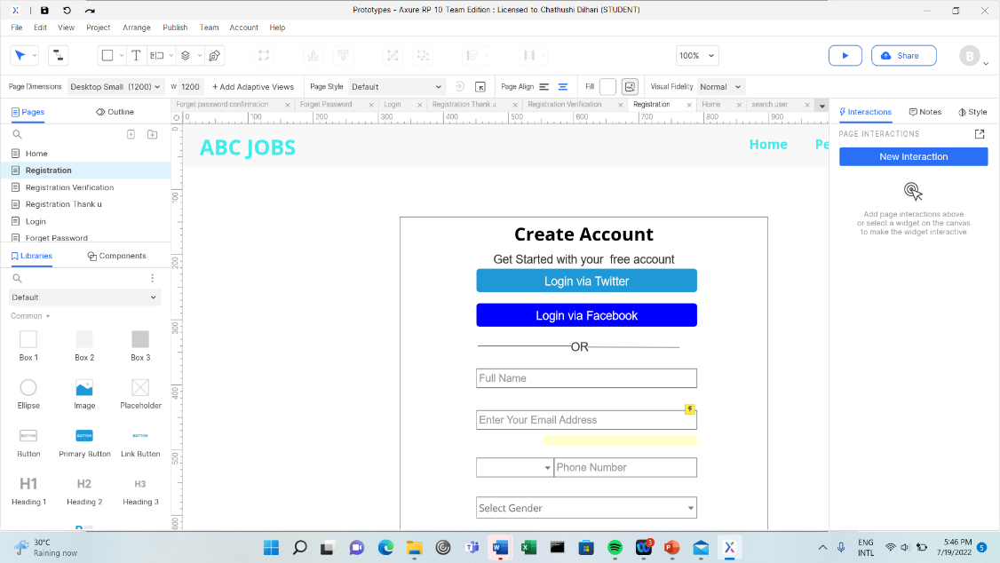 Prototypes - Axure RP 10 Team Edition : Licensed to Chathushi Dilhari (STUDENT)
File Edit View Project Arrange Publish Team Account Help
100% Share B
Page Dimensions Desktop Small (1200) W 1200 + Add Adaptive Views Page Style Default Page Align Fill Visual Fidelity Normal
Pages Outline
Forget password confirmation Forget Password Login Registration Thank u Registration Verification Registration Home search user
Interactions Notes Style
0 100 200 300 400 500 600 700 800 900
PAGE INTERACTIONS
New Interaction
Add page interactions above
or select a widget on the canvas
to make the widget interactive
Home
Registration
Registration Verification
Registration Thank u
Login
Forget Password
Libraries Components
Default
Common
Box 1 Box 2 Box 3
Ellipse Image Placeholder
BUTTON BUTTON BUTTON
Button Primary Button Link Button
H1 H2 H3
Heading 1 Heading 2 Heading 3
0
100
200
300
400
500
600
ABC JOBS Home Pe
Create Account
Get Started with your free account
Login via Twitter
Login via Facebook
OR
Full Name
Enter Your Email Address
Phone Number
Select Gender
30°C
Raining now
3
ENG
INTL
5:46 PM
7/19/2022
5